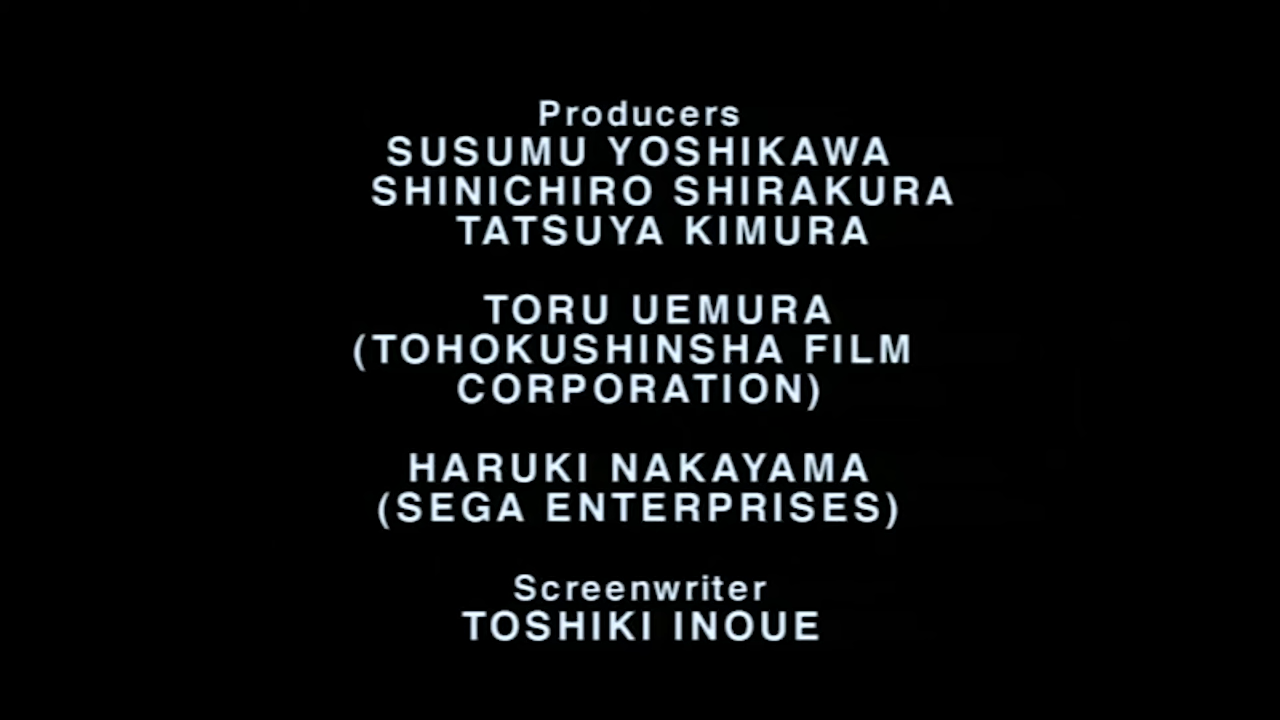 Producers
SUSUMU YOSHIKAWA
SHINICHIRO SHIRAKURA
TATSUYA KIMURA
TORU UEMURA
(TOHOKUSHINSHA FILM
CORPORATION)
HARUKI NAKAYAMA
(SEGA ENTERPRISES)
Screenwriter
TOSHIKI INOUE